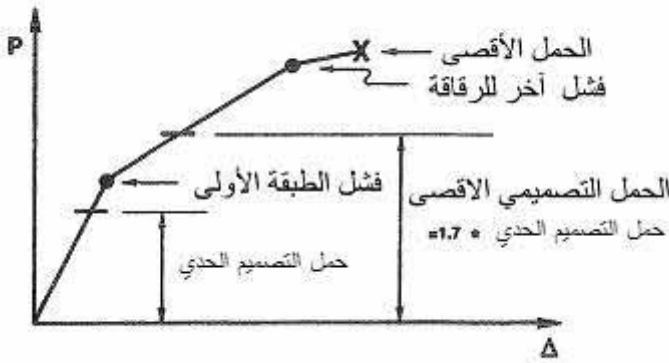 P
الحمل الأقصى
فشل آخر للرقاقة
فشل الطبقة الأولى
الحمل التصميمي الاقصى
حمل التصميم الحدي * 1.7=
حمل التصميم الحدي
Δ